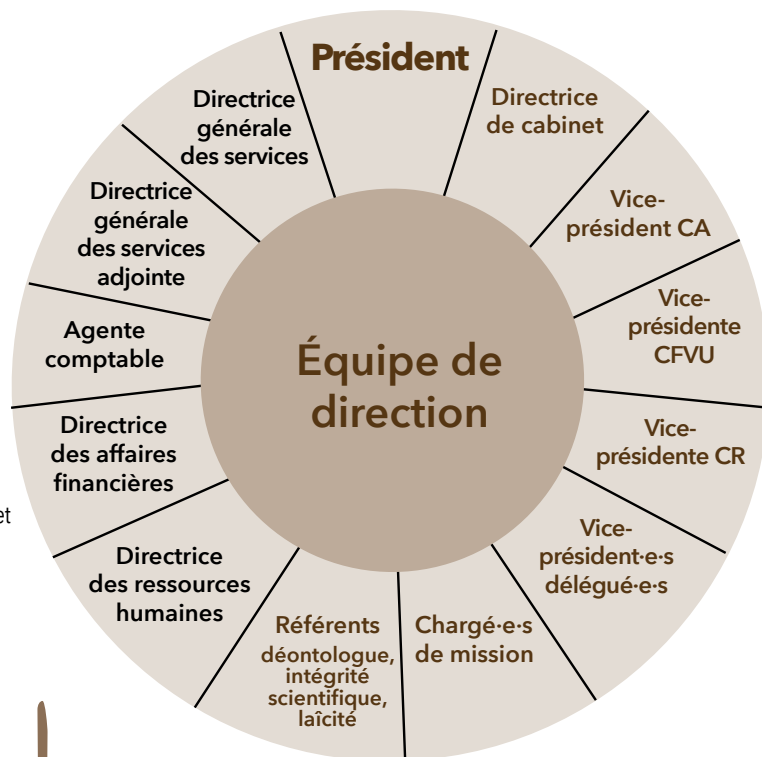 Président
Directrice
de cabinet
Vice-
président CA
Vice-
présidente
CFVU
Vice-
présidente CR
Vice-
président·e·s
délégué·e·s
Chargé·e·s
de mission
Référents
déontologue,
intégrité
scientifique,
laîcité
Directrice
des ressources
humaines
Directrice
des affaires
financières
Agente
comptable
Directrice
générale
des services
adjointe
Directrice
générale
des services
Équipe de
direction
et